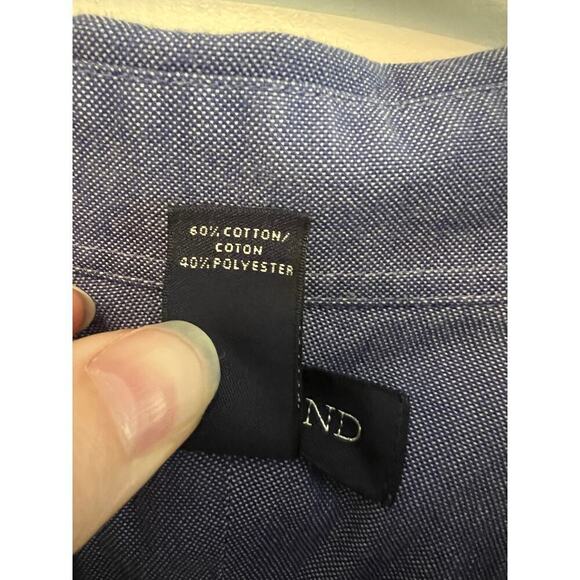 60% COTTON/
COTON
40% POLYESTER
ND